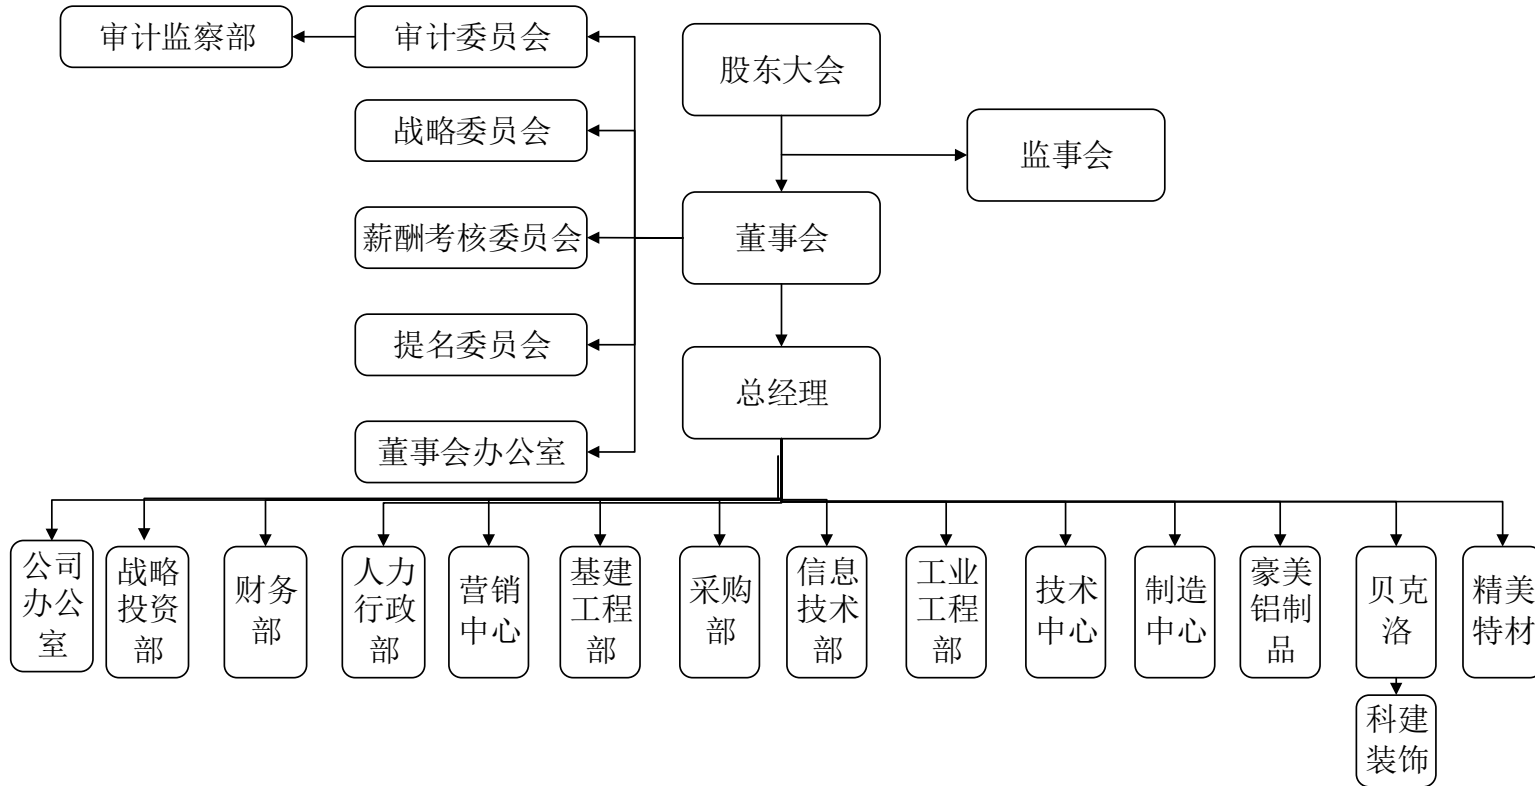 审计监察部
审计委员会
股东大会
战略委员会
监事会
薪酬考核委员会
董事会
提名委员会
总经理
董事会办公室
公司
办公
室
战略
投资
部
财务
部
人力
行政
部
营销
中心
基建
工程
部
采购
部
信息
技术
部
工业
工程
部
技术
中心
制造
中心
豪美
铝制
品
贝克
洛
精美
特材
科建
装饰